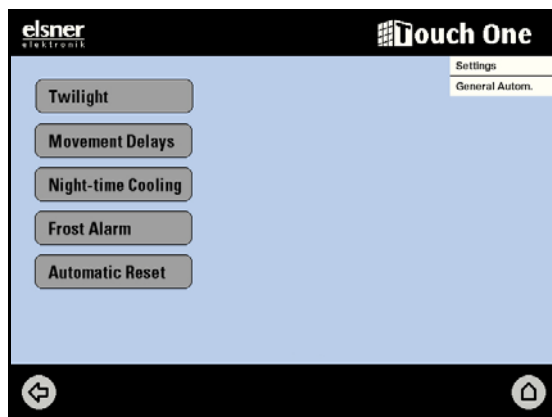 elsner
elektronik
Touch One
Settings
General Autom.
Twilight
Movement Delays
Night-time Cooling
Frost Alarm
Automatic Reset